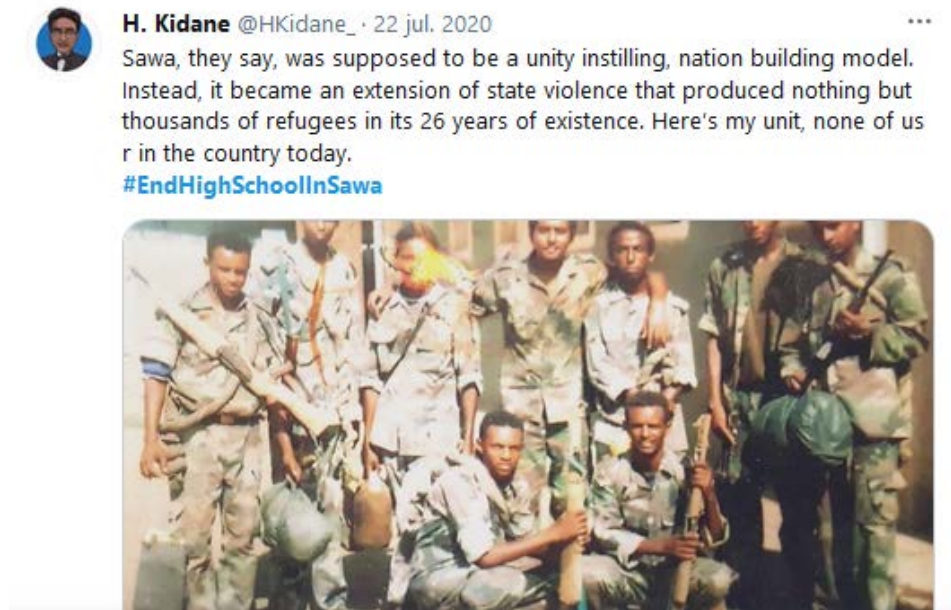 H. Kidane @HKidane_ · 22 jul. 2020
Sawa, they say, was supposed to be a unity instilling, nation building model.
Instead, it became an extension of state violence that produced nothing but
thousands of refugees in its 26 years of existence. Here's my unit, none of us
r in the country today.
#EndHighSchoolInSawa